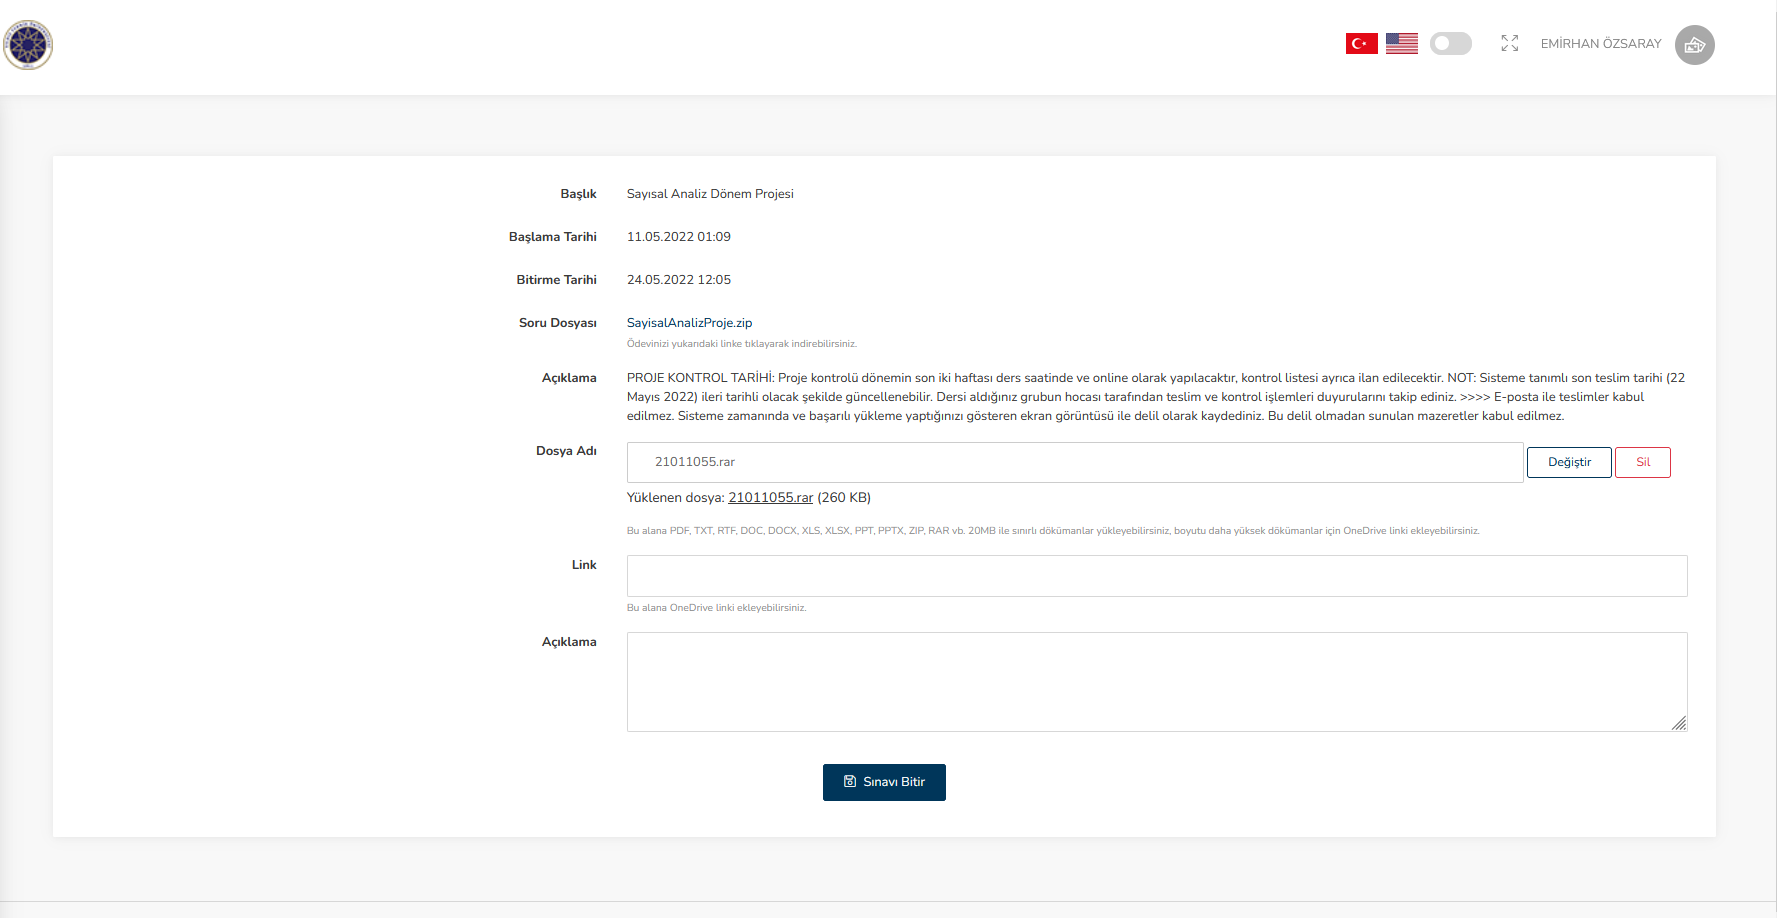 EMİRHAN ÖZSARAY
Başlık Sayısal Analiz Dönem Projesi
Başlama Tarihi 11.05.2022 01:09
Bitirme Tarihi 24.05.2022 12:05
Soru Dosyası SayisalAnalizProje.zip
Ödevinizi yukarıdaki linke tıklayarak indirebilirsiniz.
Açıklama PROJE KONTROL TARİHİ: Proje kontrolü dönemin son iki haftası ders saatinde ve online olarak yapılacaktır, kontrol listesi ayrıca ilan edilecektir. NOT: Sisteme tanımlı son teslim tarihi (22
Mayıs 2022) ileri tarihli olacak şekilde güncellenebilir. Dersi aldığınız grubun hocası tarafından teslim ve kontrol işlemleri duyurularını takip ediniz. >>>> E-posta ile teslimler kabul
edilmez. Sisteme zamanında ve başarılı yükleme yaptığınızı gösteren ekran görüntüsü ile delil olarak kaydediniz. Bu delil olmadan sunulan mazeretler kabul edilmez.
Dosya Adı 21011055.rar Değiştir Sil
Yüklenen dosya: 21011055.rar (260 KB)
Bu alana PDF, TXT, RTF, DOC, DOCX, XLS, XLSX, PPT, PPTX, ZIP, RAR vb. 20MB ile sınırlı dökümanlar yükleyebilirsiniz, boyutu daha yüksek dökümanlar için OneDrive linki ekleyebilirsiniz.
Link
Bu alana OneDrive linki ekleyebilirsiniz.
Açıklama
Sınavı Bitir